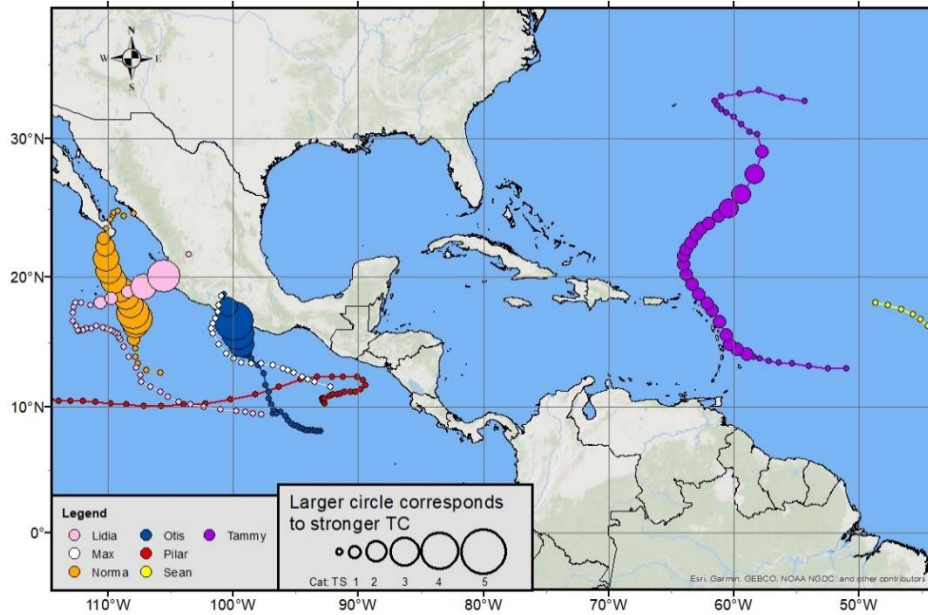 N
W E
S
30°N
20°N
10°N
0°
Legend
Lidia
Otis
Tammy
Max
Pilar
Norma
Sean
Larger circle corresponds
to stronger TC
Cat: TS 1 2 3 4 5
Esri, Garmin, GEBCO, NOAA NGDC, and other contributors
110°W 100°W 90°W 80°W 70°W 60°W 50°W